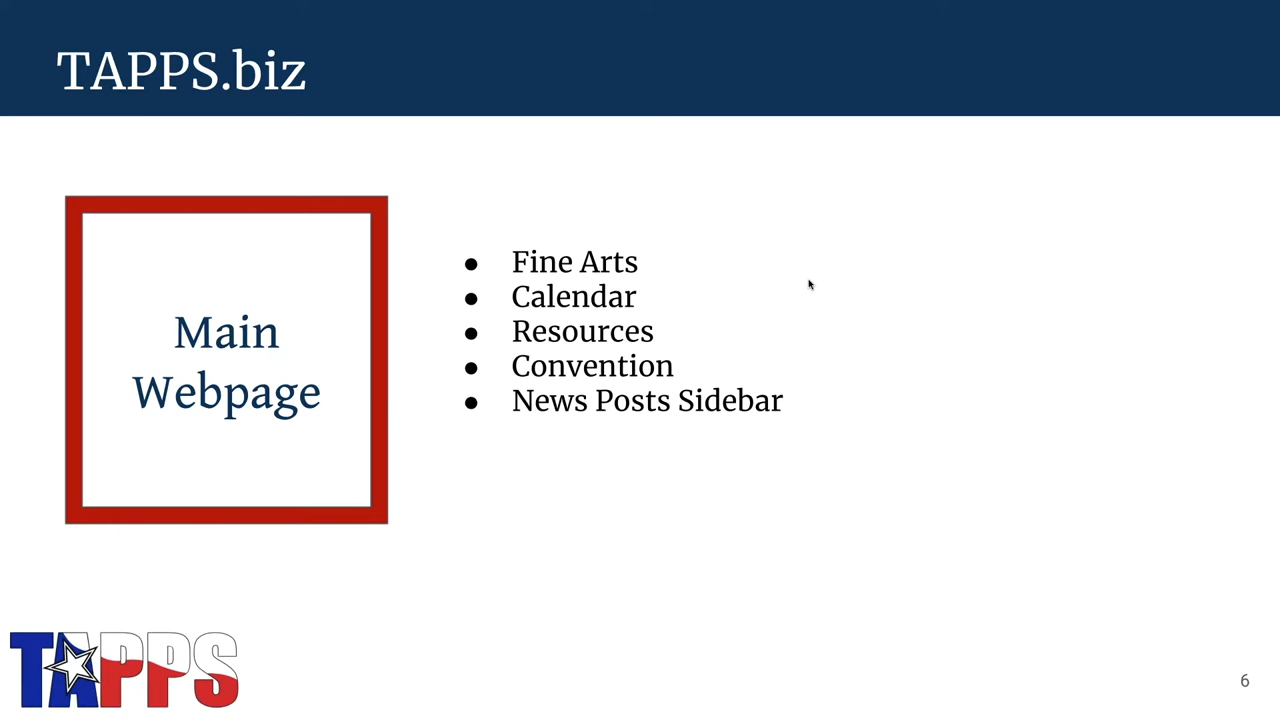 TAPPS.biz
Main
Webpage
● Fine Arts
● Calendar
● Resources
● Convention
● News Posts Sidebar
TAPPS
6